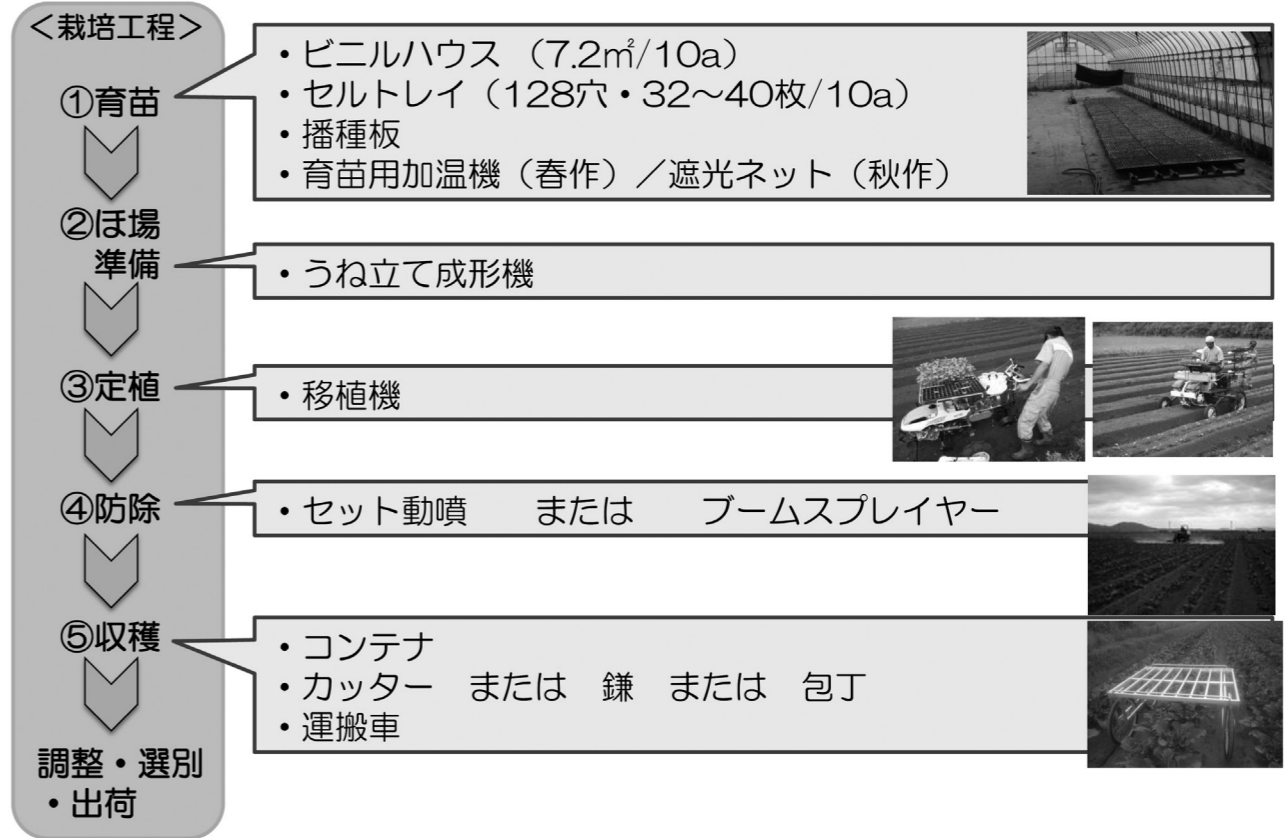 <栽培工程>
①育苗
・ビニルハウス （7.2㎡/10a）
・セルトレイ（128穴・32～40枚/10a）
・播種板
・育苗用加温機（春作）／遮光ネット（秋作）
②ほ場
準備
・うね立て成形機
③定植
・移植機
④防除
・セット動噴　または　ブームスプレイヤー
⑤収穫
・コンテナ
・カッター　または　鎌　または　包丁
・運搬車
調整・選別
・出荷